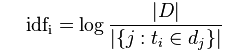 idf_i = log |D| / |{j : t_i ∈ d_j}|